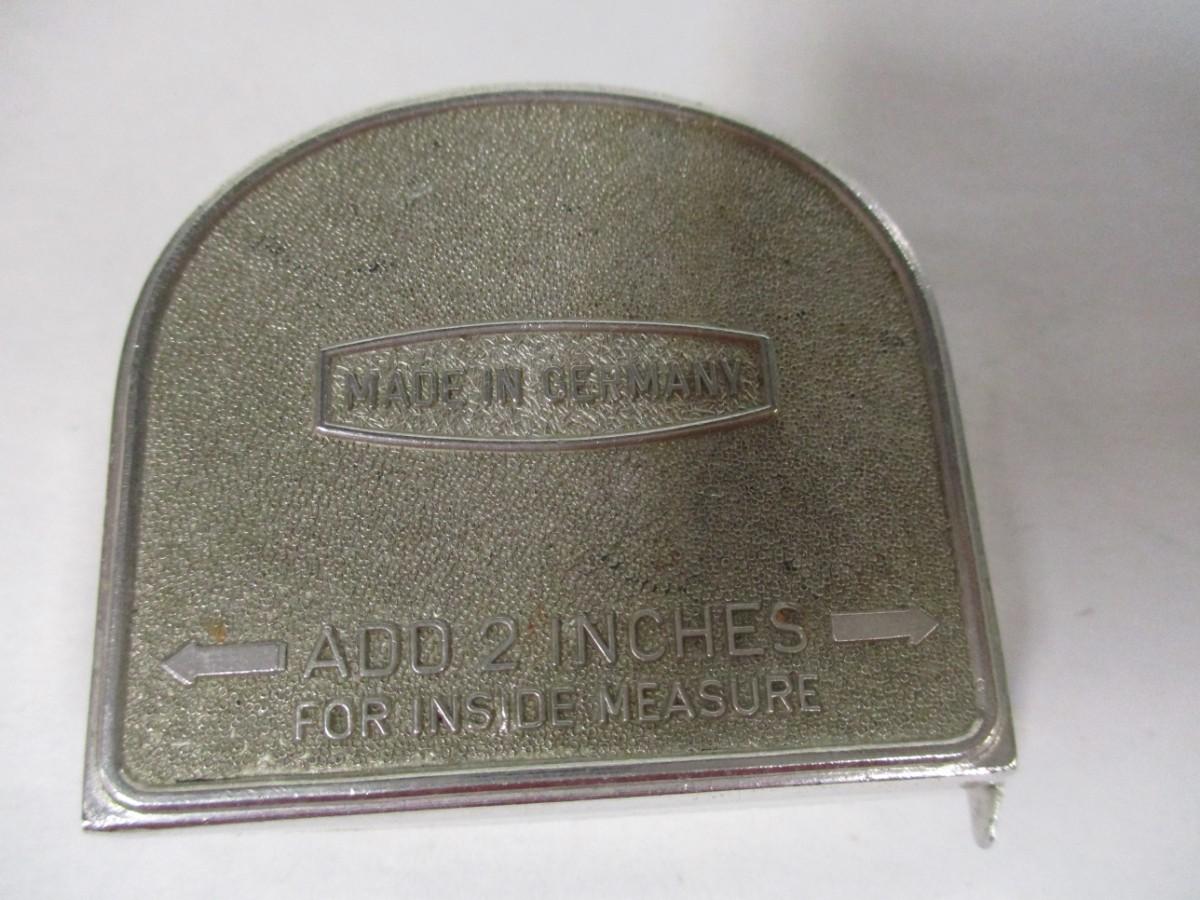 MADE IN GERMANY
ADD 2 INCHES
FOR INSIDE MEASURE